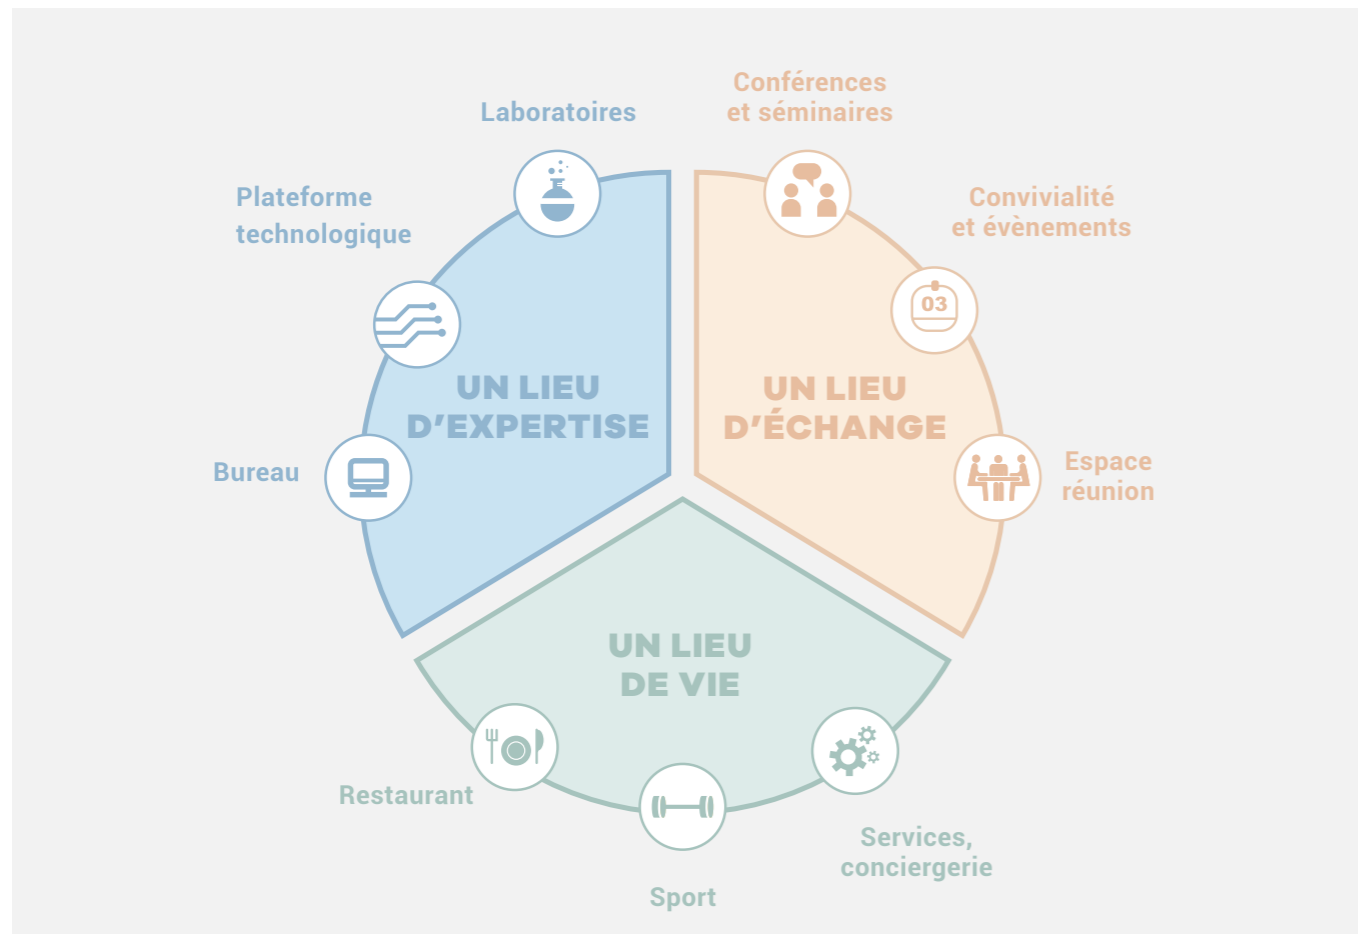 Conférences
et séminaires
Laboratoires
Plateforme
technologique
Convivialité
et évènements
03
UN LIEU
D'EXPERTISE
UN LIEU
D'ÉCHANGE
Bureau
Espace
réunion
UN LIEU
DE VIE
Restaurant
Services,
conciergerie
Sport